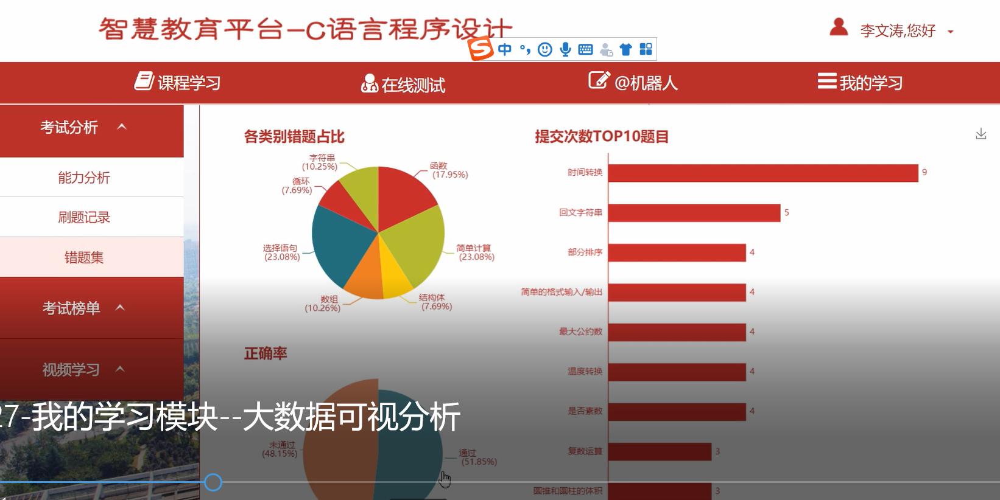 智慧教育平台-C语言程序设计
李文涛,您好
中
课程学习
在线测试
@机器人
我的学习
考试分析
能力分析
刷题记录
错题集
考试榜单
视频学习
各类别错题占比
字符串
(10.25%)
函数
(17.95%)
循环
(7.69%)
选择语句
(23.08%)
简单计算
(23.08%)
数组
(10.26%)
结构体
(7.69%)
提交次数TOP10题目
时间转换 9
回文字符串 5
部分排序 4
简单的格式输入/输出 4
最大公约数 4
温度转换 4
是否素数 4
复数运算 3
圆锥和圆柱的体积 3
正确率
未通过
(48.15%)
通过
(51.85%)
27-我的学习模块--大数据可视分析